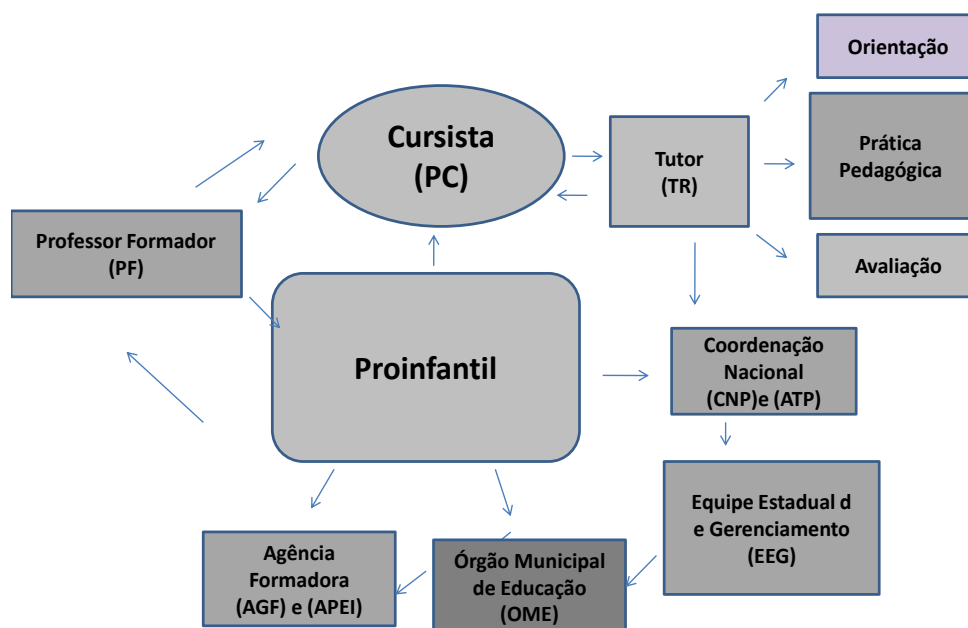 Orientação
Cursista
(PC)
Tutor
(TR)
Prática
Pedagógica
Professor Formador
(PF)
Avaliação
Proinfantil
Coordenação
Nacional
(CNP)e (ATP)
Equipe Estadual d
e Gerenciamento
(EEG)
Agência
Formadora
(AGF) e (APEI)
Órgão Municipal
de Educação
(OME)